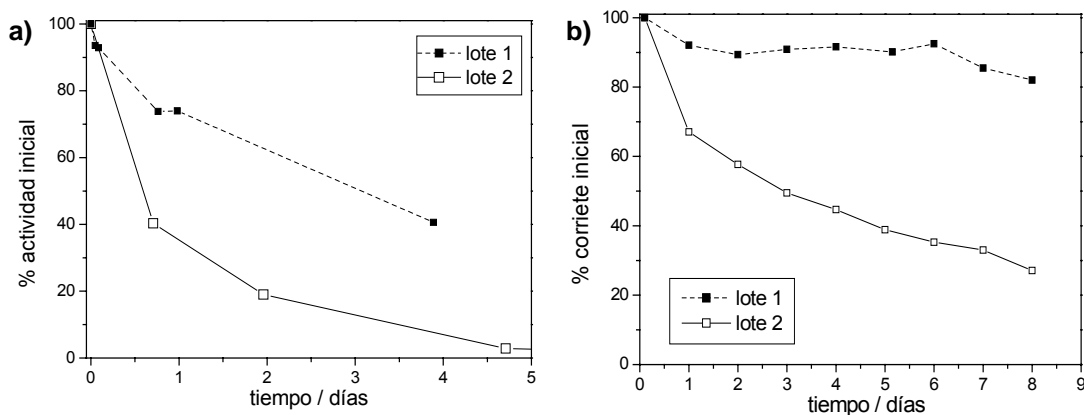 a)
% actividad inicial
100
80
60
40
20
0
lote 1
lote 2
0 1 2 3 4 5
tiempo / días
b)
% corriete inicial
100
80
60
40
20
0
lote 1
lote 2
0 1 2 3 4 5 6 7 8 9
tiempo / días